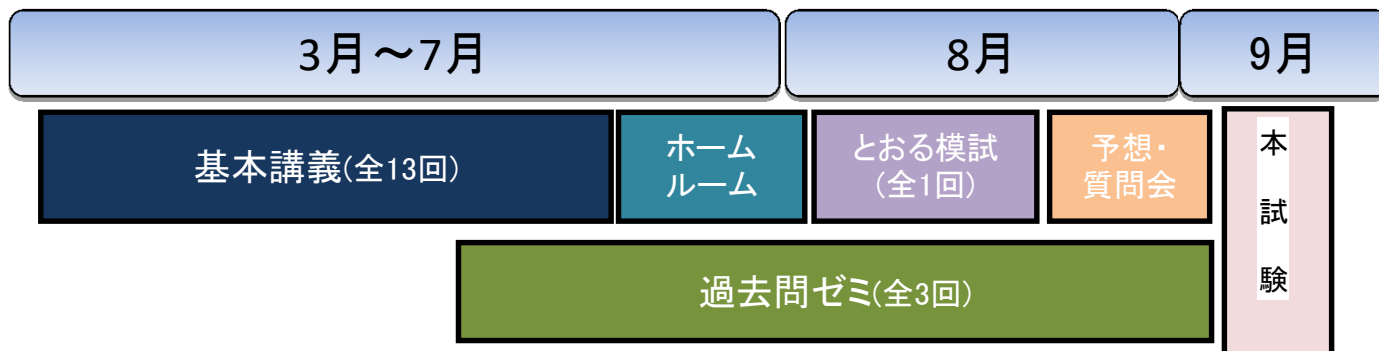 3月～7月
8月
9月
基本講義(全13回)
ホーム
ルーム
とおる模試
(全1回)
予想・
質問会
本
試
験
過去問ゼミ(全3回)